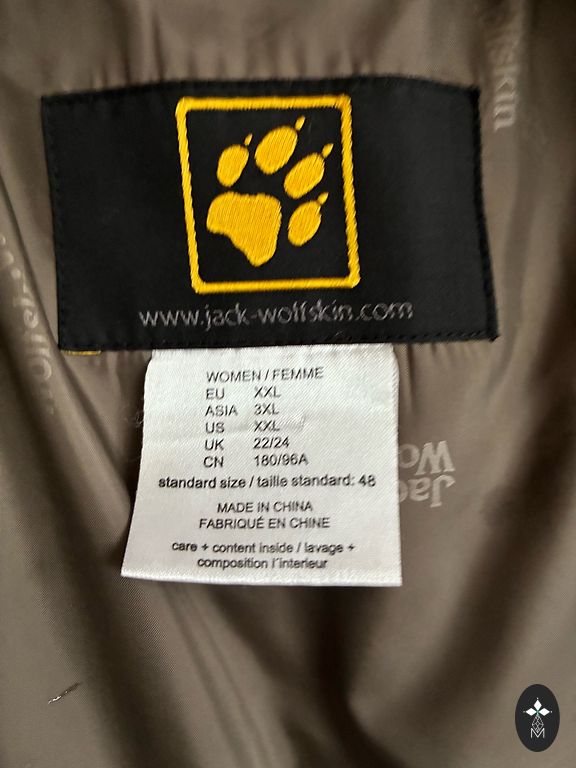 www.jack-wolfskin.com
WOMEN / FEMME
EU XXL
ASIA 3XL
US XXL
UK 22/24
CN 180/96A
standard size / taille standard: 48
MADE IN CHINA
FABRIQUÉ EN CHINE
care + content inside / lavage +
composition l'interieur
M